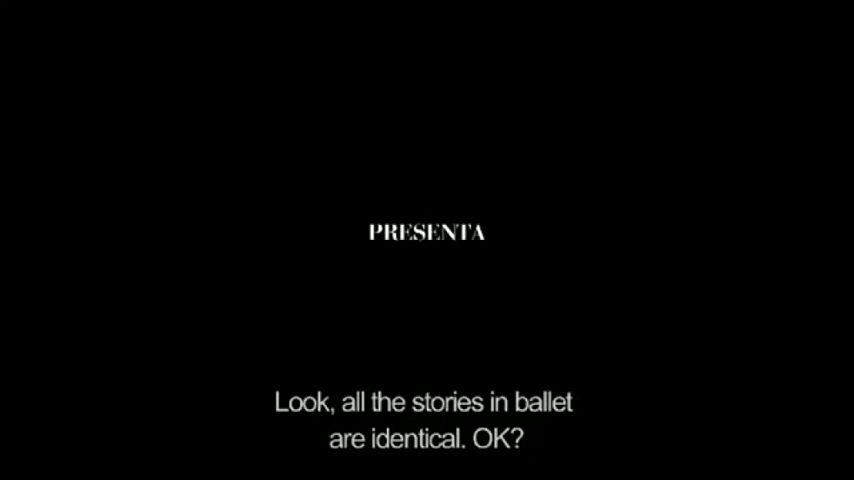 PRESENTA
Look, all the stories in ballet
are identical. OK?